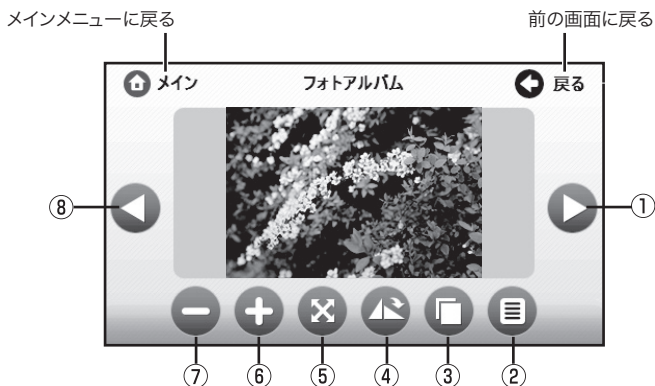 メインメニューに戻る
前の画面に戻る
メイン
フォトアルバム
戻る
⑧
①
⑦
⑥
⑤
④
③
②